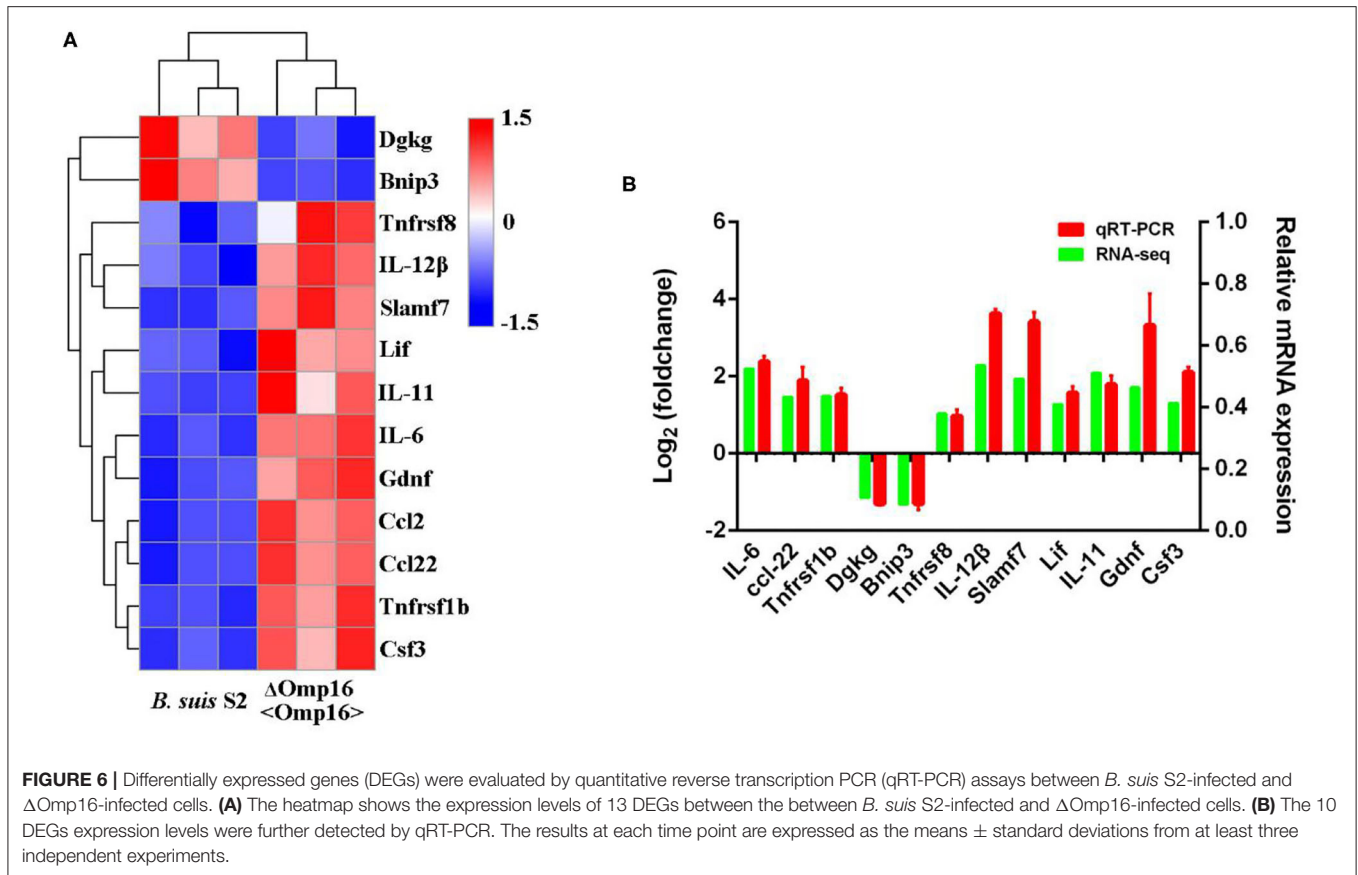 A
Dgkg
Bnip3
Tnfrsf8
IL-12β
Slamf7
Lif
IL-11
IL-6
Gdnf
Ccl2
Ccl22
Tnfrsf1b
Csf3
1.5
0
-1.5
B. suis S2
ΔOmp16
<Omp16>
B
6
4
2
0
-2
Log2 (foldchange)
qRT-PCR
RNA-seq
1.0
0.8
0.6
0.4
0.2
0.0
Relative mRNA expression
IL-6
ccl-22
Tnfrsf1b
Dgkg
Bnip3
Tnfrsf8
IL-12β
Slamf7
Lif
IL-11
Gdnf
Csf3
FIGURE 6 | Differentially expressed genes (DEGs) were evaluated by quantitative reverse transcription PCR (qRT-PCR) assays between B. suis S2-infected and
ΔOmp16-infected cells. (A) The heatmap shows the expression levels of 13 DEGs between the between B. suis S2-infected and ΔOmp16-infected cells. (B) The 10
DEGs expression levels were further detected by qRT-PCR. The results at each time point are expressed as the means ± standard deviations from at least three
independent experiments.